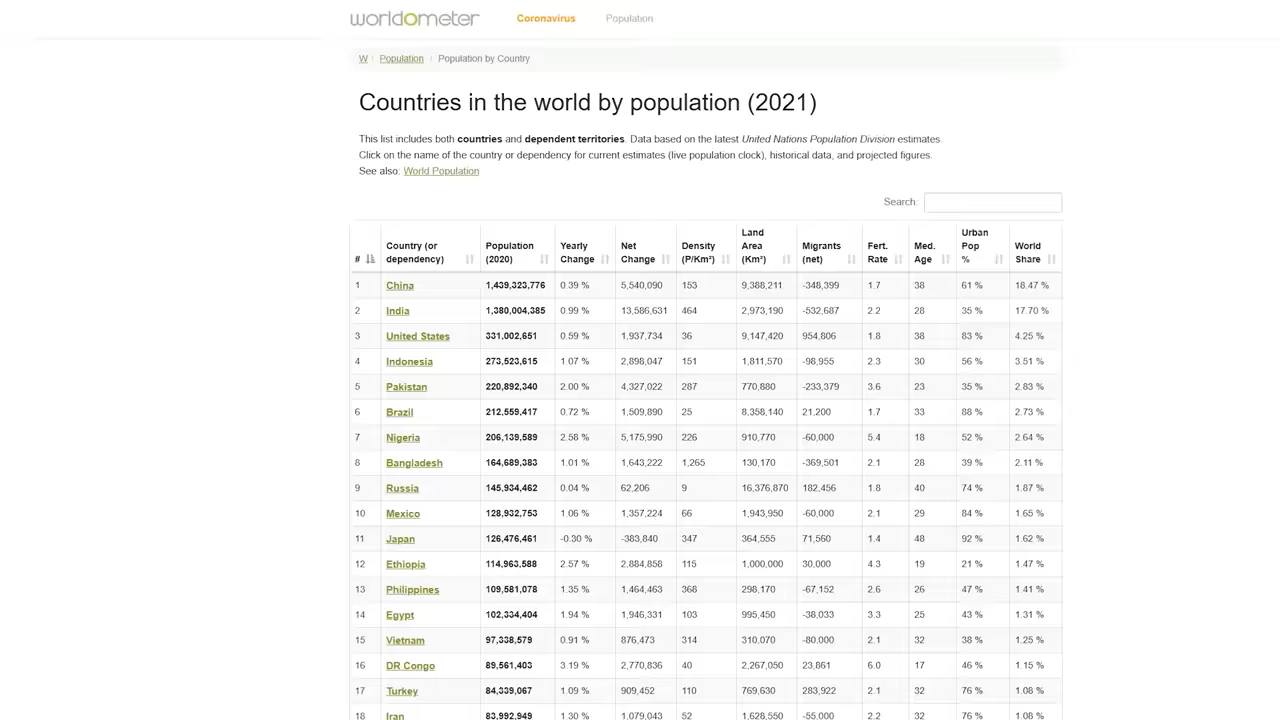 worldometer Coronavirus Population
W / Population / Population by Country
Countries in the world by population (2021)
This list includes both countries and dependent territories. Data based on the latest United Nations Population Division estimates.
Click on the name of the country or dependency for current estimates (live population clock), historical data, and projected figures.
See also: World Population
Search:
# Country (or dependency) Population (2020) Yearly Change Net Change Density (P/Km²) Land Area (Km²) Migrants (net) Fert. Rate Med. Age Urban Pop % World Share
1 China 1,439,323,776 0.39 % 5,540,090 153 9,388,211 -348,399 1.7 38 61 % 18.47 %
2 India 1,380,004,385 0.99 % 13,586,631 464 2,973,190 -532,687 2.2 28 35 % 17.70 %
3 United States 331,002,651 0.59 % 1,937,734 36 9,147,420 954,806 1.8 38 83 % 4.25 %
4 Indonesia 273,523,615 1.07 % 2,898,047 151 1,811,570 -98,955 2.3 30 56 % 3.51 %
5 Pakistan 220,892,340 2.00 % 4,327,022 287 770,880 -233,379 3.6 23 35 % 2.83 %
6 Brazil 212,559,417 0.72 % 1,509,890 25 8,358,140 21,200 1.7 33 88 % 2.73 %
7 Nigeria 206,139,589 2.58 % 5,175,990 226 910,770 -60,000 5.4 18 52 % 2.64 %
8 Bangladesh 164,689,383 1.01 % 1,643,222 1,265 130,170 -369,501 2.1 28 39 % 2.11 %
9 Russia 145,934,462 0.04 % 62,206 9 16,376,870 182,456 1.8 40 74 % 1.87 %
10 Mexico 128,932,753 1.06 % 1,357,224 66 1,943,950 -60,000 2.1 29 84 % 1.65 %
11 Japan 126,476,461 -0.30 % -383,840 347 364,555 71,560 1.4 48 92 % 1.62 %
12 Ethiopia 114,963,588 2.57 % 2,884,858 115 1,000,000 30,000 4.3 19 21 % 1.47 %
13 Philippines 109,581,078 1.35 % 1,464,463 368 298,170 -67,152 2.6 26 47 % 1.41 %
14 Egypt 102,334,404 1.94 % 1,946,331 103 995,450 -38,033 3.3 25 43 % 1.31 %
15 Vietnam 97,338,579 0.91 % 876,473 314 310,070 -80,000 2.1 32 38 % 1.25 %
16 DR Congo 89,561,403 3.19 % 2,770,836 40 2,267,050 23,861 6.0 17 46 % 1.15 %
17 Turkey 84,339,067 1.09 % 909,452 110 769,630 283,922 2.1 32 76 % 1.08 %
18 Iran 83,992,949 1.30 % 1,079,043 52 1,628,550 -55,000 2.2 32 76 % 1.08 %